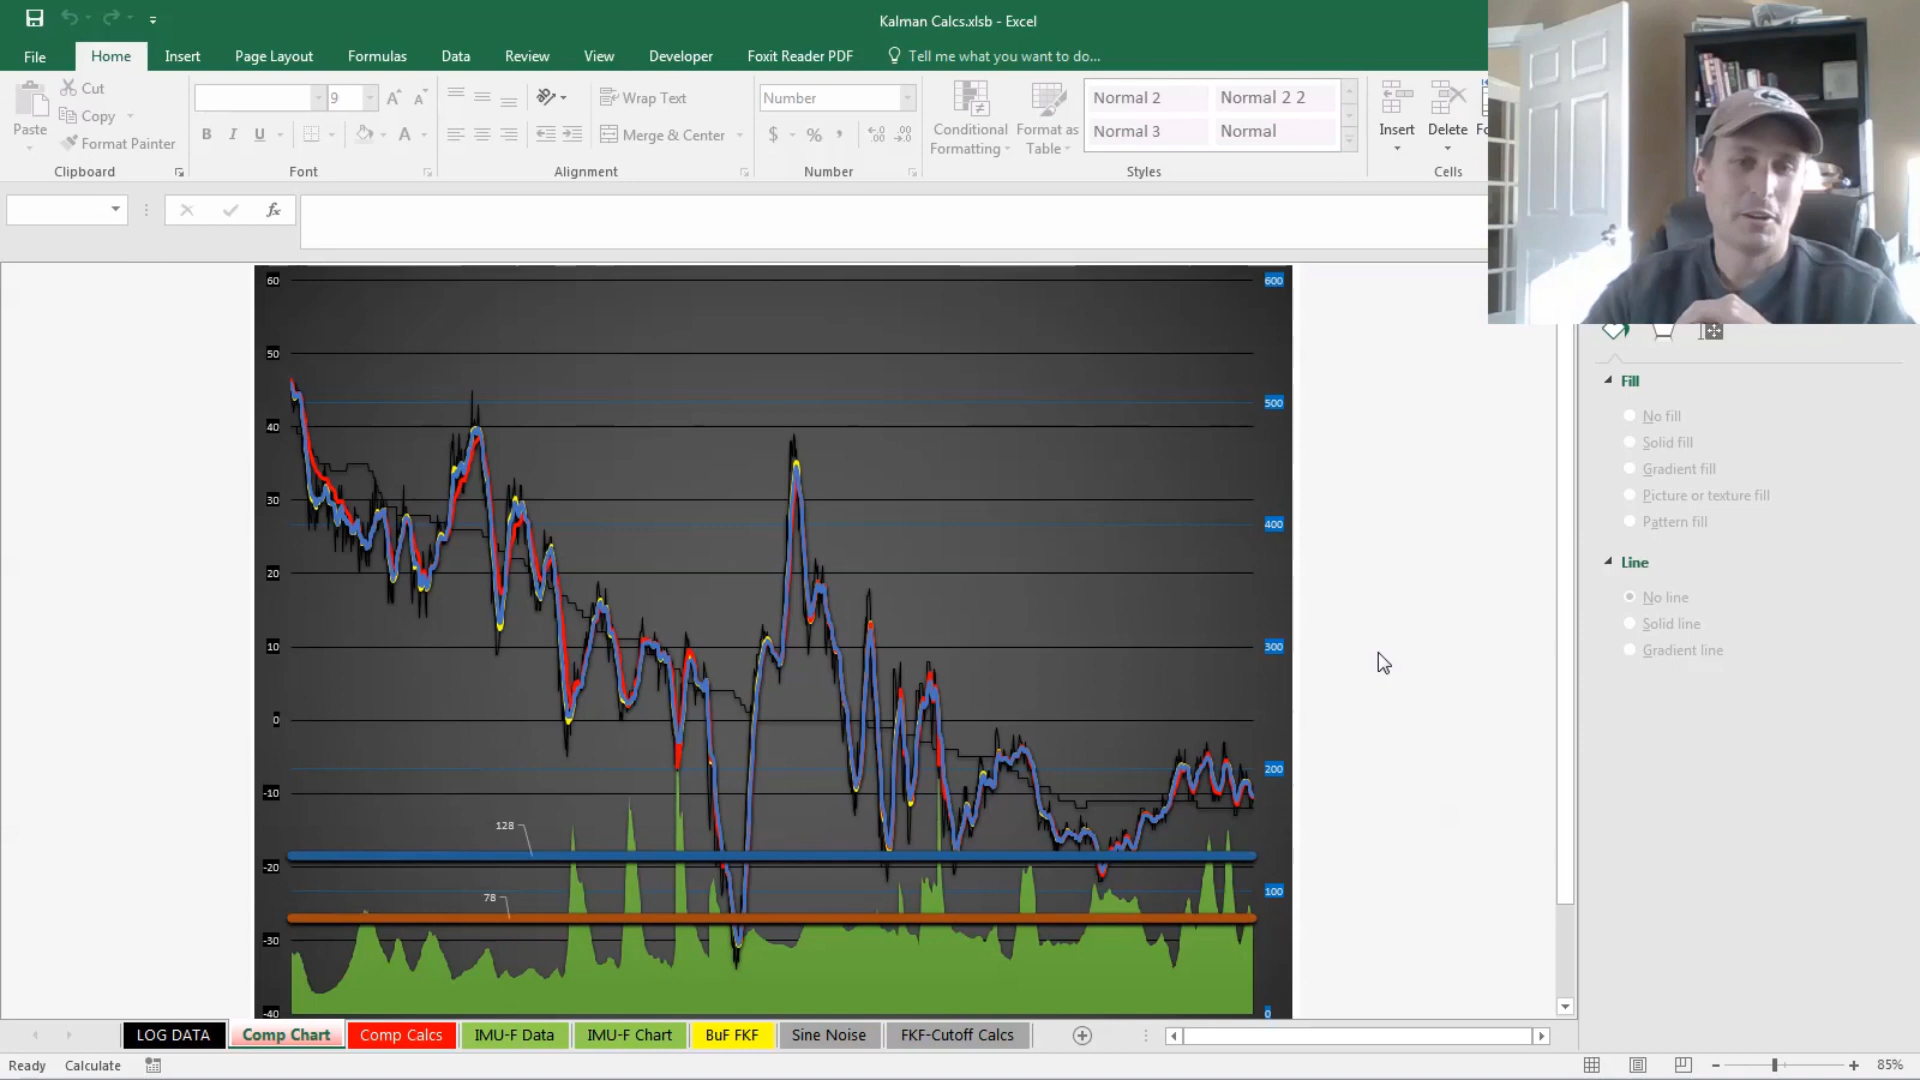 Kalman Calcs.xlsb - Excel
File Home Insert Page Layout Formulas Data Review View Developer Foxit Reader PDF Tell me what you want to do...
Paste
Cut
Copy
Format Painter
Clipboard
9
B I U
Font
Wrap Text
Merge & Center
Alignment
Number
$ % ,
Number
Conditional Formatting
Format as Table
Normal 2 Normal 2 2
Normal 3 Normal
Styles
Insert Delete Fo
Cells
fx
60
50
40
30
20
10
0
-10
-20
-30
-40
600
500
400
300
200
100
0
128
78
Fill
No fill
Solid fill
Gradient fill
Picture or texture fill
Pattern fill
Line
No line
Solid line
Gradient line
LOG DATA Comp Chart Comp Calcs IMU-F Data IMU-F Chart BuF FKF Sine Noise FKF-Cutoff Calcs
Ready Calculate 85%